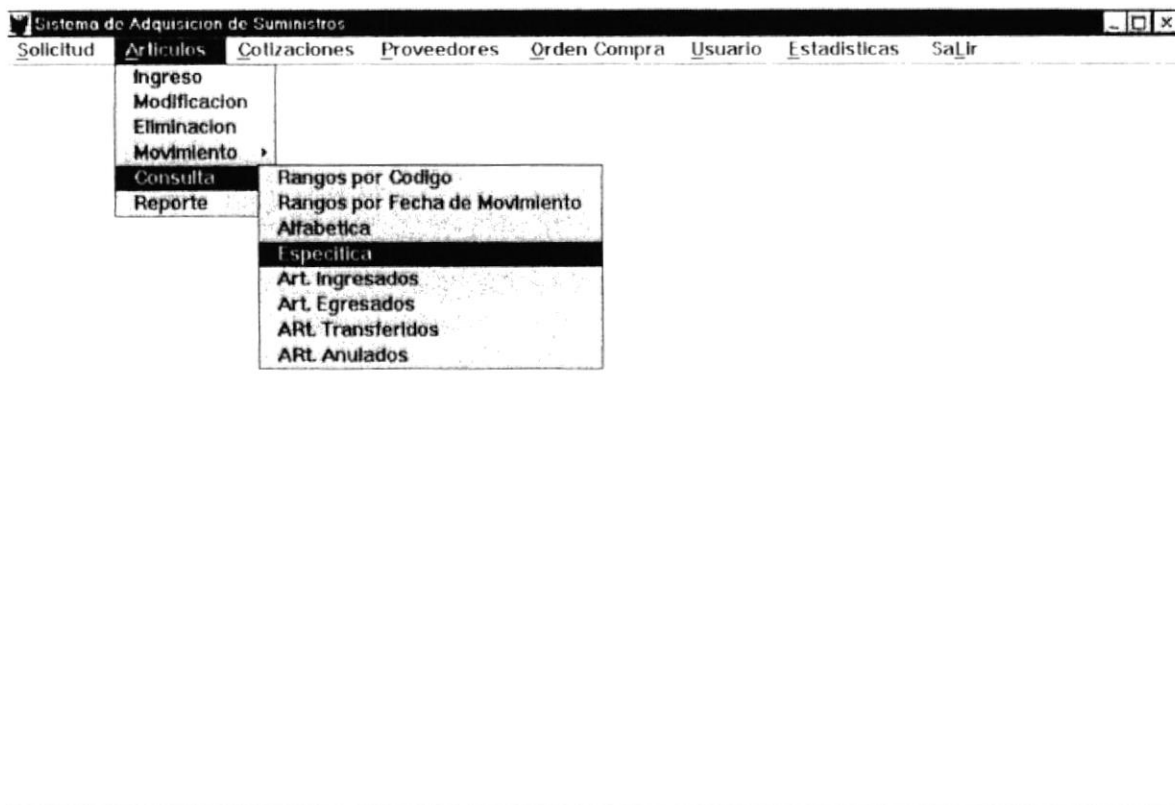 Sistema de Adquisicion de Suministros
Solicitud Articulos Cotizaciones Proveedores Orden Compra Usuario Estadisticas SaLir
Ingreso
Modificacion
Eliminacion
Movimiento
Consulta
Reporte
Rangos por Codigo
Rangos por Fecha de Movimiento
Alfabetica
Especifica
Art. Ingresados
Art. Egresados
ARt. Transferidos
ARt. Anulados